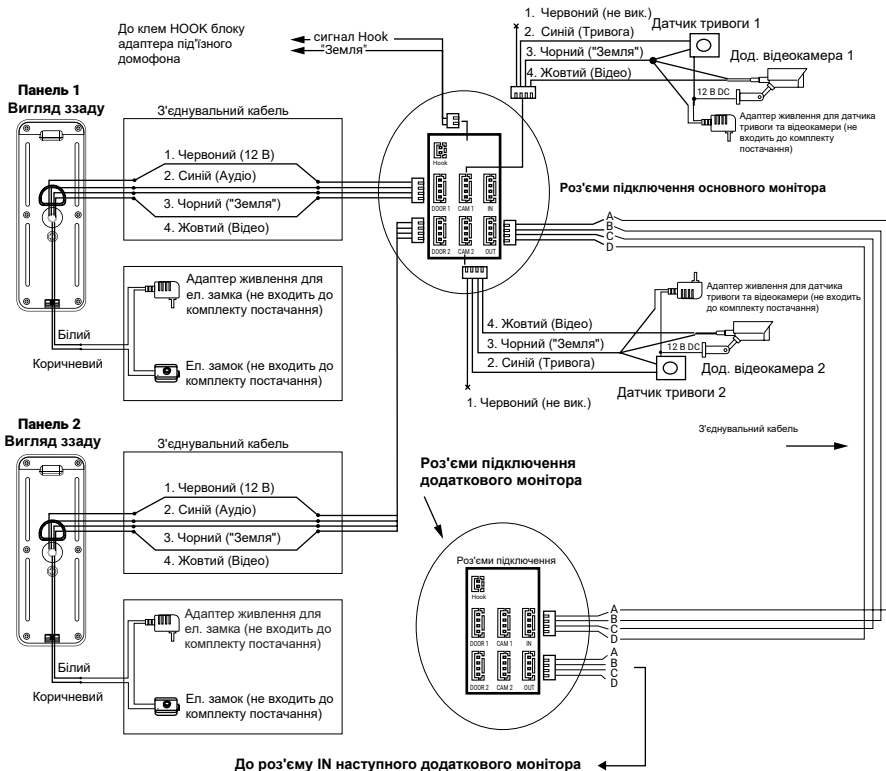 До клем HOOK блоку
адаптера під'їзного
домофона
сигнал Hook
"Земля"
1. Червоний (не вик.)
2. Синій (Тривога)
3. Чорний ("Земля")
4. Жовтий (Відео)
Датчик тривоги 1
Дод. відеокамера 1
12 В DC
Адаптер живлення для датчика
тривоги та відеокамери (не
входить до комплекту
постачання)
Панель 1
Вигляд ззаду
З'єднувальний кабель
1. Червоний (12 В)
2. Синій (Аудіо)
3. Чорний ("Земля")
4. Жовтий (Відео)
Hook
DOOR 1
CAM 1
IN
DOOR 2
CAM 2
OUT
Роз'єми підключення основного монітора
A
B
C
D
Адаптер живлення для
ел. замка (не входить до
комплекту постачання)
Білий
Коричневий
Ел. замок (не входить до
комплекту постачання)
Адаптер живлення для датчика
тривоги та відеокамери (не входить
до комплекту постачання)
4. Жовтий (Відео)
3. Чорний ("Земля")
2. Синій (Тривога)
1. Червоний (не вик.)
12 В DC
Дод. відеокамера 2
Датчик тривоги 2
З'єднувальний кабель
Панель 2
Вигляд ззаду
З'єднувальний кабель
1. Червоний (12 В)
2. Синій (Аудіо)
3. Чорний ("Земля")
4. Жовтий (Відео)
Роз'єми підключення
додаткового монітора
Роз'єми підключення
Hook
DOOR 1
CAM 1
IN
DOOR 2
CAM 2
OUT
A
B
C
D
A
B
C
D
Адаптер живлення для
ел. замка (не входить до
комплекту постачання)
Білий
Коричневий
Ел. замок (не входить до
комплекту постачання)
До роз'єму IN наступного додаткового монітора